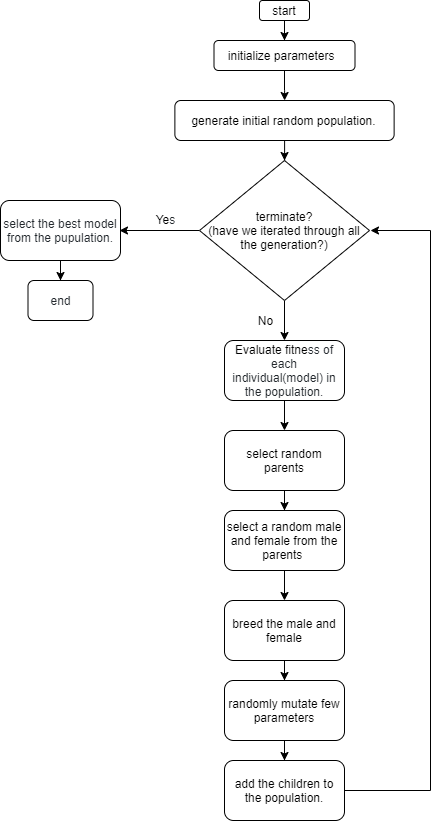 start
initialize parameters
generate initial random population.
terminate?
(have we iterated through all
the generation?)
Yes
select the best model
from the pupulation.
end
No
Evaluate fitness of
each
individual(model) in
the population.
select random
parents
select a random male
and female from the
parents
breed the male and
female
randomly mutate few
parameters
add the children to
the population.